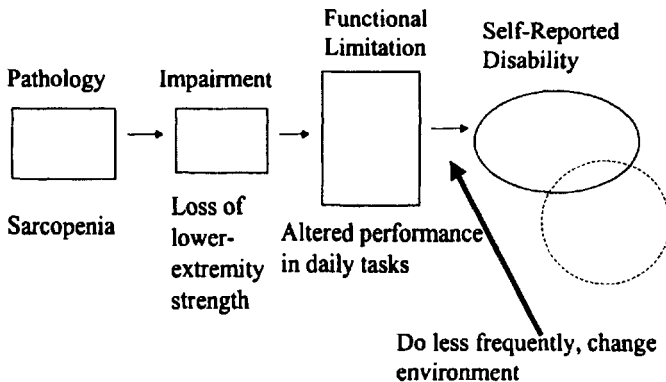 Pathology
Impairment
Functional
Limitation
Self-Reported
Disability
Sarcopenia
Loss of
lower-
extremity
strength
Altered performance
in daily tasks
Do less frequently, change
environment